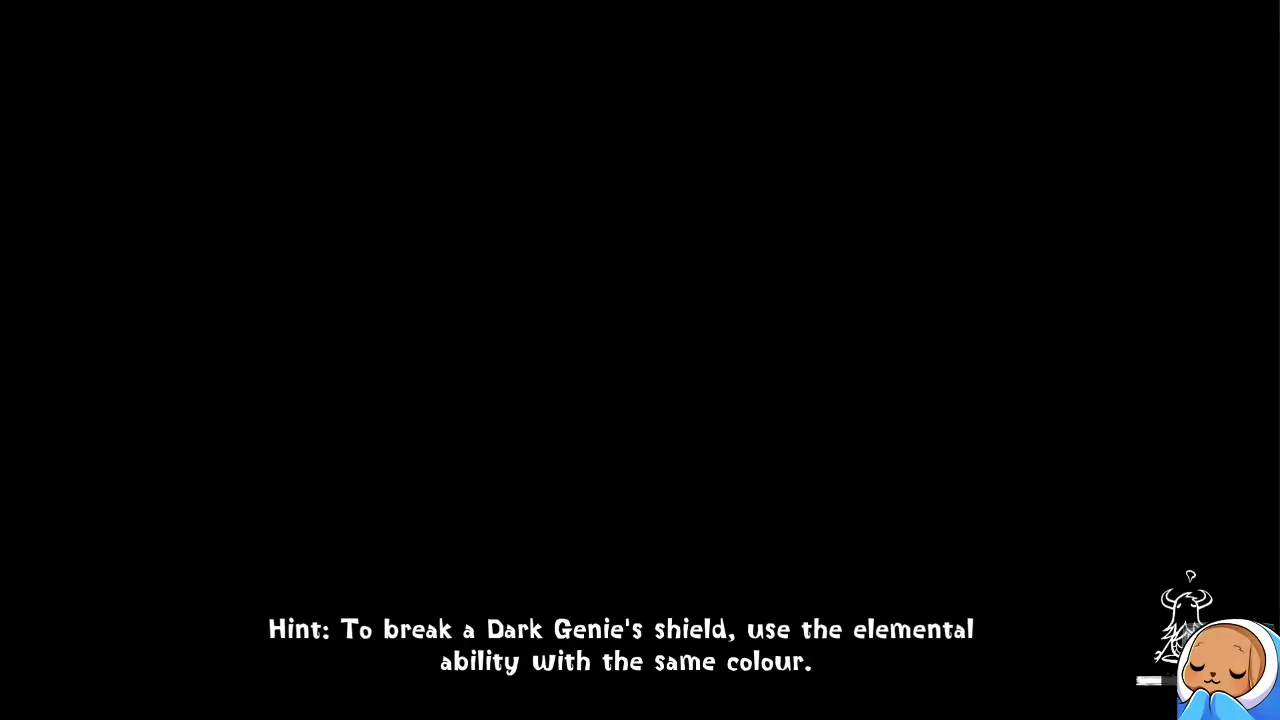 Hint: To break a Dark Genie's shield, use the elemental
ability with the same colour.